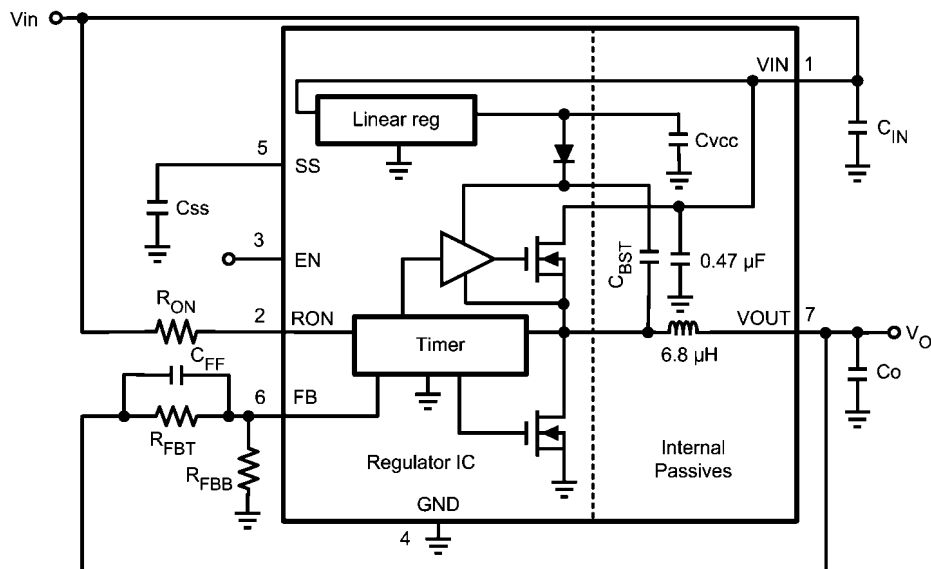 Vin
VIN 1
Linear reg
Cvcc
C_IN
5
SS
Css
3
EN
C_BST
0.47 µF
R_ON
2 RON
VOUT 7
V_O
Timer
6.8 µH
C_FF
Co
6 FB
R_FBT
R_FBB
Regulator IC
Internal
Passives
GND
4